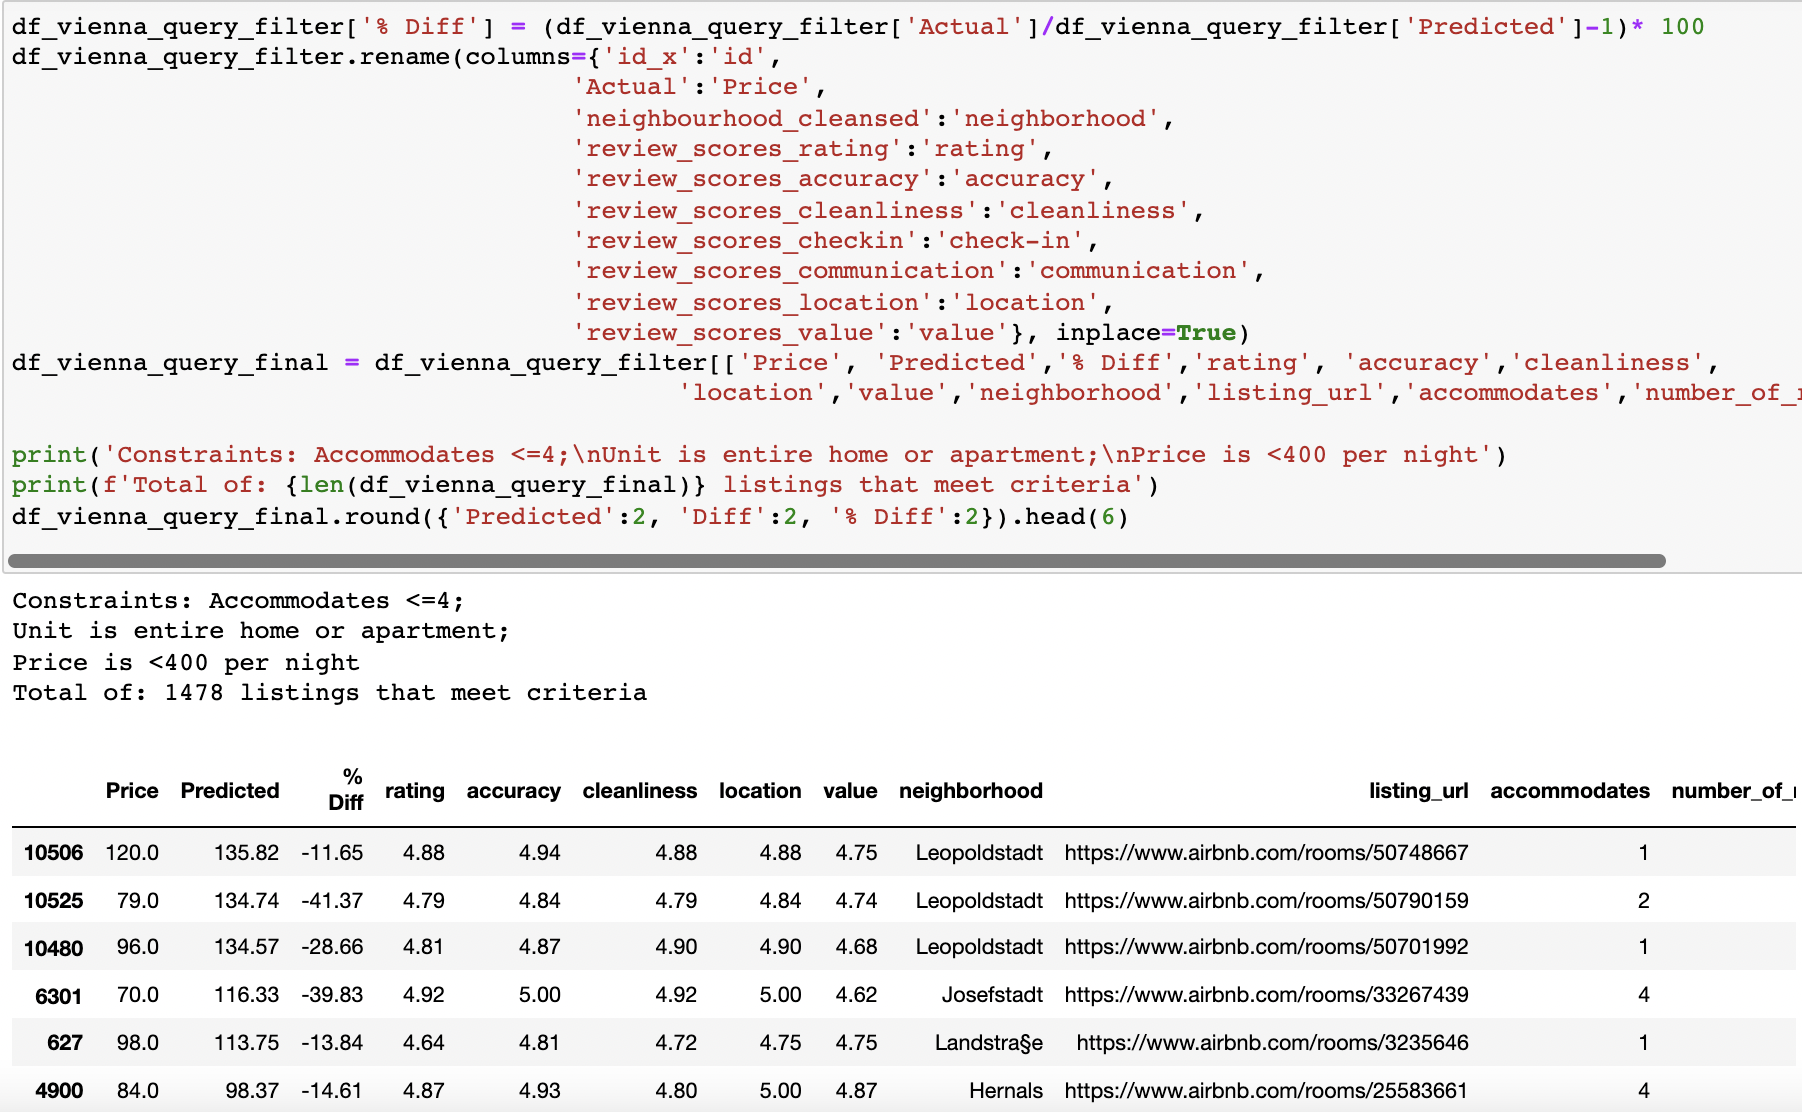 df_vienna_query_filter['% Diff'] = (df_vienna_query_filter['Actual']/df_vienna_query_filter['Predicted']-1)* 100
df_vienna_query_filter.rename(columns={'id_x':'id',
'Actual':'Price',
'neighbourhood_cleansed':'neighborhood',
'review_scores_rating':'rating',
'review_scores_accuracy':'accuracy',
'review_scores_cleanliness':'cleanliness',
'review_scores_checkin':'check-in',
'review_scores_communication':'communication',
'review_scores_location':'location',
'review_scores_value':'value'}, inplace=True)
df_vienna_query_final = df_vienna_query_filter[['Price', 'Predicted','% Diff','rating', 'accuracy','cleanliness',
'location','value','neighborhood','listing_url','accommodates','number_of_
print('Constraints: Accommodates <=4;\nUnit is entire home or apartment;\nPrice is <400 per night')
print(f'Total of: {len(df_vienna_query_final)} listings that meet criteria')
df_vienna_query_final.round({'Predicted':2, 'Diff':2, '% Diff':2}).head(6)
Constraints: Accommodates <=4;
Unit is entire home or apartment;
Price is <400 per night
Total of: 1478 listings that meet criteria
Price Predicted % Diff rating accuracy cleanliness location value neighborhood listing_url accommodates number_of_
10506 120.0 135.82 -11.65 4.88 4.94 4.88 4.88 4.75 Leopoldstadt https://www.airbnb.com/rooms/50748667 1
10525 79.0 134.74 -41.37 4.79 4.84 4.79 4.84 4.74 Leopoldstadt https://www.airbnb.com/rooms/50790159 2
10480 96.0 134.57 -28.66 4.81 4.87 4.90 4.90 4.68 Leopoldstadt https://www.airbnb.com/rooms/50701992 1
6301 70.0 116.33 -39.83 4.92 5.00 4.92 5.00 4.62 Josefstadt https://www.airbnb.com/rooms/33267439 4
627 98.0 113.75 -13.84 4.64 4.81 4.72 4.75 4.75 Landstra§e https://www.airbnb.com/rooms/3235646 1
4900 84.0 98.37 -14.61 4.87 4.93 4.80 5.00 4.87 Hernals https://www.airbnb.com/rooms/25583661 4